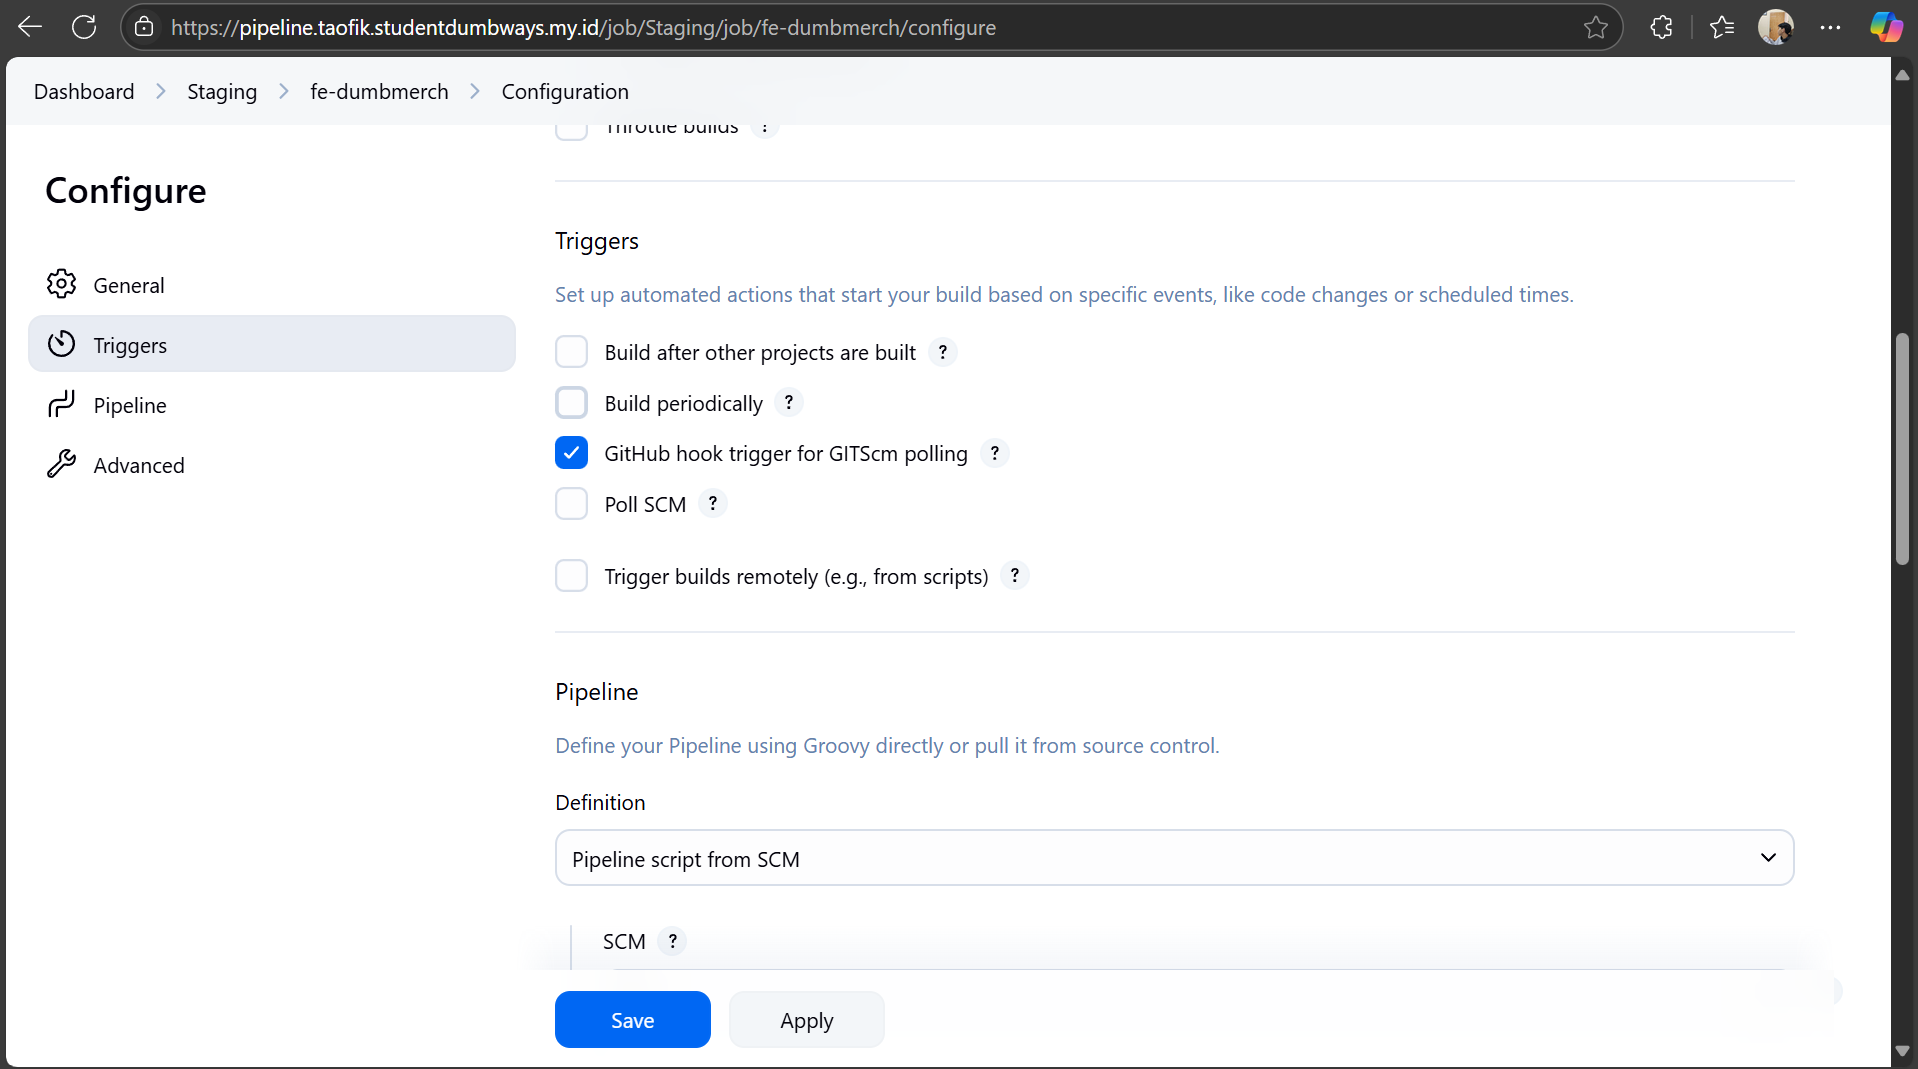 https://pipeline.taofik.studentdumbways.my.id/job/Staging/job/fe-dumbmerch/configure
Dashboard > Staging > fe-dumbmerch > Configuration
Throttle builds ?
Configure
General
Triggers
Pipeline
Advanced
Triggers
Set up automated actions that start your build based on specific events, like code changes or scheduled times.
Build after other projects are built ?
Build periodically ?
GitHub hook trigger for GITScm polling ?
Poll SCM ?
Trigger builds remotely (e.g., from scripts) ?
Pipeline
Define your Pipeline using Groovy directly or pull it from source control.
Definition
Pipeline script from SCM
SCM ?
Save
Apply